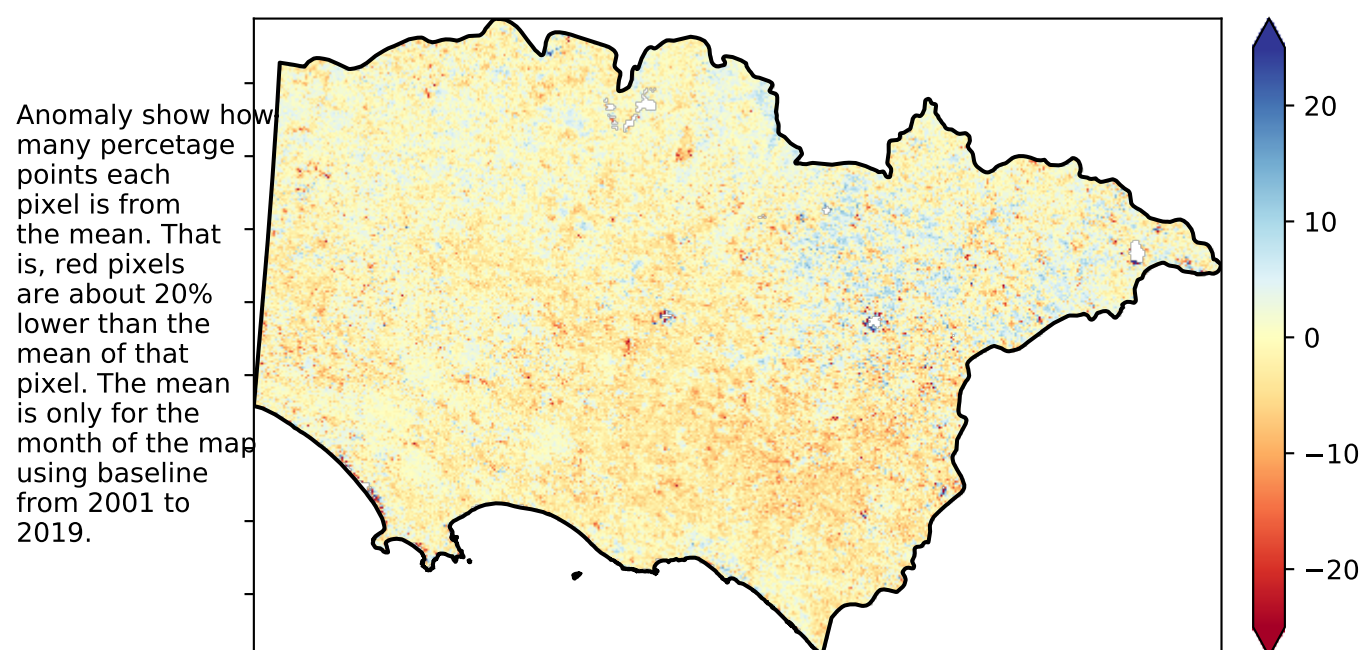 Anomaly show how
many percetage
points each
pixel is from
the mean. That
is, red pixels
are about 20%
lower than the
mean of that
pixel. The mean
is only for the
month of the map
using baseline
from 2001 to
2019.
20
10
0
−10
−20